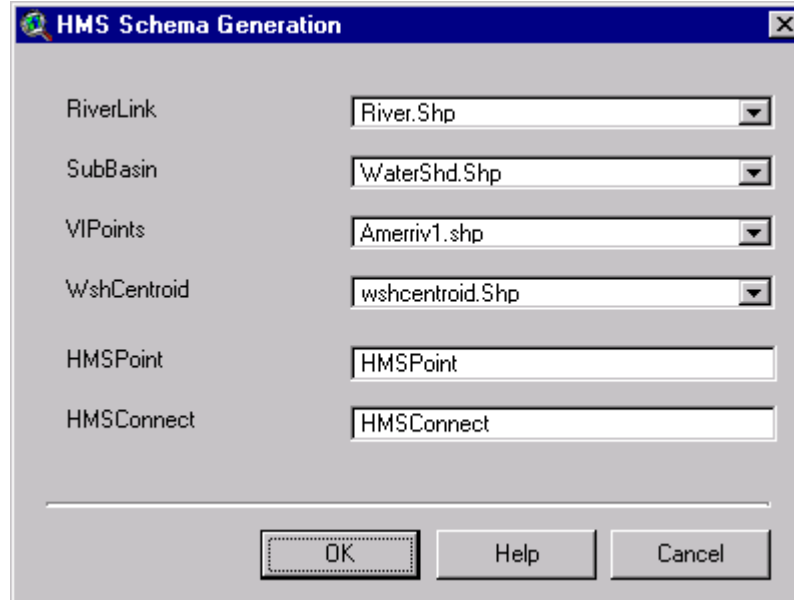 HMS Schema Generation
RiverLink River.Shp
SubBasin WaterShd.Shp
VIPoints Amerriv1.shp
WshCentroid wshcentroid.Shp
HMSPoint HMSPoint
HMSConnect HMSConnect
OK Help Cancel